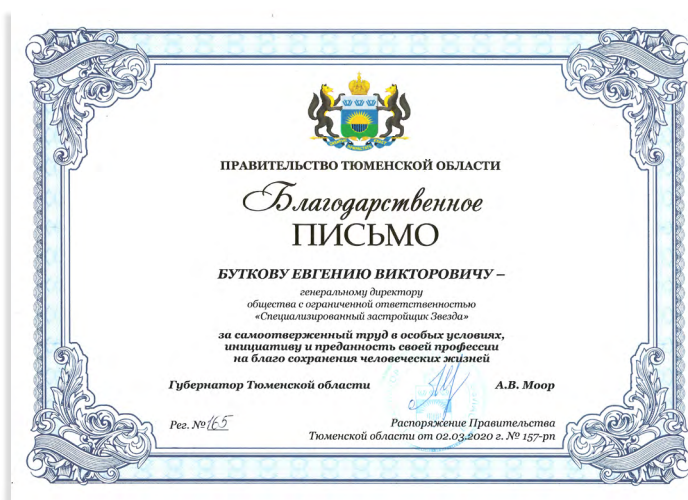 ПРАВИТЕЛЬСТВО ТЮМЕНСКОЙ ОБЛАСТИ
Благодарственное
ПИСЬМО
БУТКОВУ ЕВГЕНИЮ ВИКТОРОВИЧУ –
генеральному директору
общества с ограниченной ответственностью
«Специализированный застройщик Звезда»
за самоотверженный труд в особых условиях,
инициативу и преданность своей профессии
на благо сохранения человеческих жизней
Губернатор Тюменской области А.В. Моор
Рег. № 165
Распоряжение Правительства
Тюменской области от 02.03.2020 г. № 157-рп